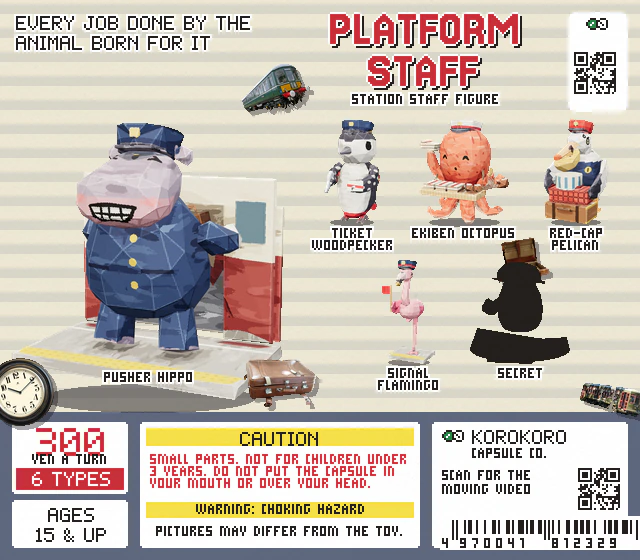 EVERY JOB DONE BY THE
ANIMAL BORN FOR IT
PLATFORM
STAFF
STATION STAFF FIGURE
TICKET
WOODPECKER
EKIBEN OCTOPUS
RED-CAP
PELICAN
PUSHER HIPPO
SIGNAL
FLAMINGO
SECRET
300
YEN A TURN
6 TYPES
AGES
15 & UP
CAUTION
SMALL PARTS. NOT FOR CHILDREN UNDER
3 YEARS. DO NOT PUT THE CAPSULE IN
YOUR MOUTH OR OVER YOUR HEAD.
WARNING: CHOKING HAZARD
PICTURES MAY DIFFER FROM THE TOY.
KOROKORO
CAPSULE CO.
SCAN FOR THE
MOVING VIDEO
4 970041 812329